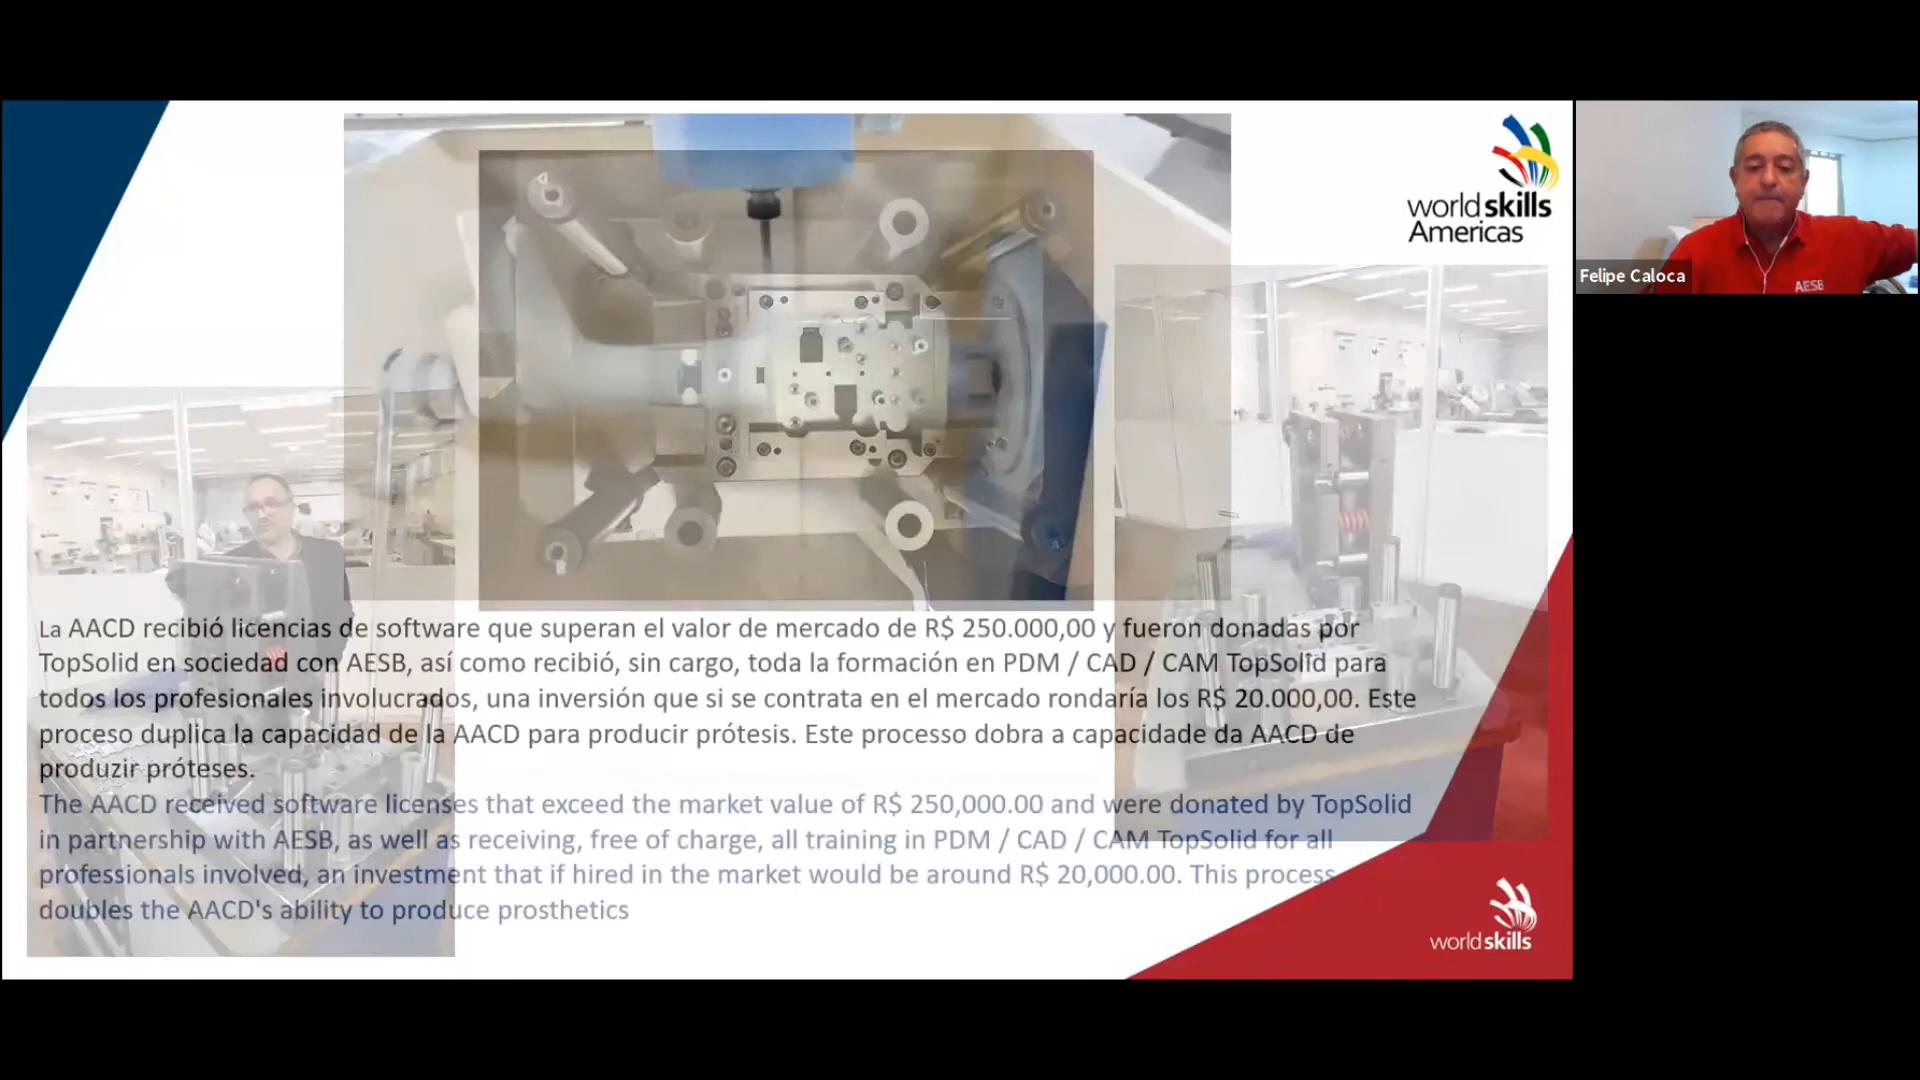 world skills
Americas
Felipe Caloca
AESB
La AACD recibió licencias de software que superan el valor de mercado de R$ 250.000,00 y fueron donadas por
TopSolid en sociedad con AESB, así como recibió, sin cargo, toda la formación en PDM / CAD / CAM TopSolid para
todos los profesionales involucrados, una inversión que si se contrata en el mercado rondaría los R$ 20.000,00. Este
proceso duplica la capacidad de la AACD para producir prótesis. Este processo dobra a capacidade da AACD de
produzir próteses.
The AACD received software licenses that exceed the market value of R$ 250,000.00 and were donated by TopSolid
in partnership with AESB, as well as receiving, free of charge, all training in PDM / CAD / CAM TopSolid for all
professionals involved, an investment that if hired in the market would be around R$ 20,000.00. This process
doubles the AACD's ability to produce prosthetics
world skills